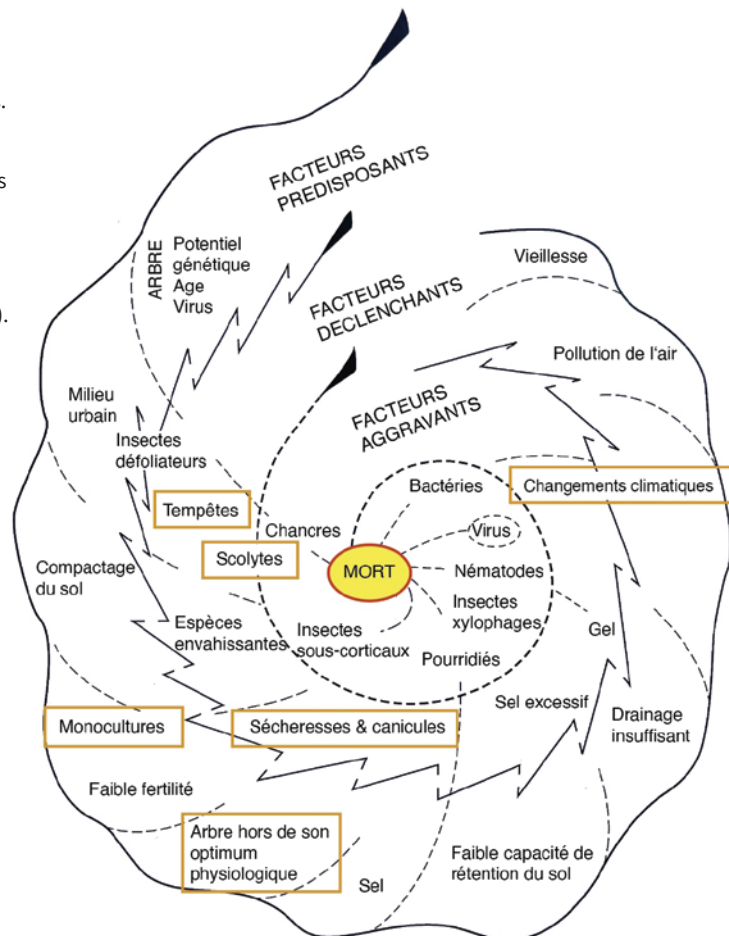 .
s
).
FACTEURS
PREDISPOSANTS
ARBRE
Potentiel
génétique
Age
Virus
FACTEURS
DECLENCHANTS
Vieillesse
Pollution de l'air
Milieu
urbain
FACTEURS
AGGRAVANTS
Insectes
défoliateurs
Bactéries
Changements climatiques
Tempêtes
Chancres
Virus
Scolytes
MORT
Nématodes
Compactage
du sol
Insectes
xylophages
Espèces
envahissantes
Insectes
sous-corticaux
Gel
Pourridiés
Sel excessif
Monocultures
Sécheresses & canicules
Drainage
insuffisant
Faible fertilité
Arbre hors de son
optimum
physiologique
Sel
Faible capacité de
rétention du sol